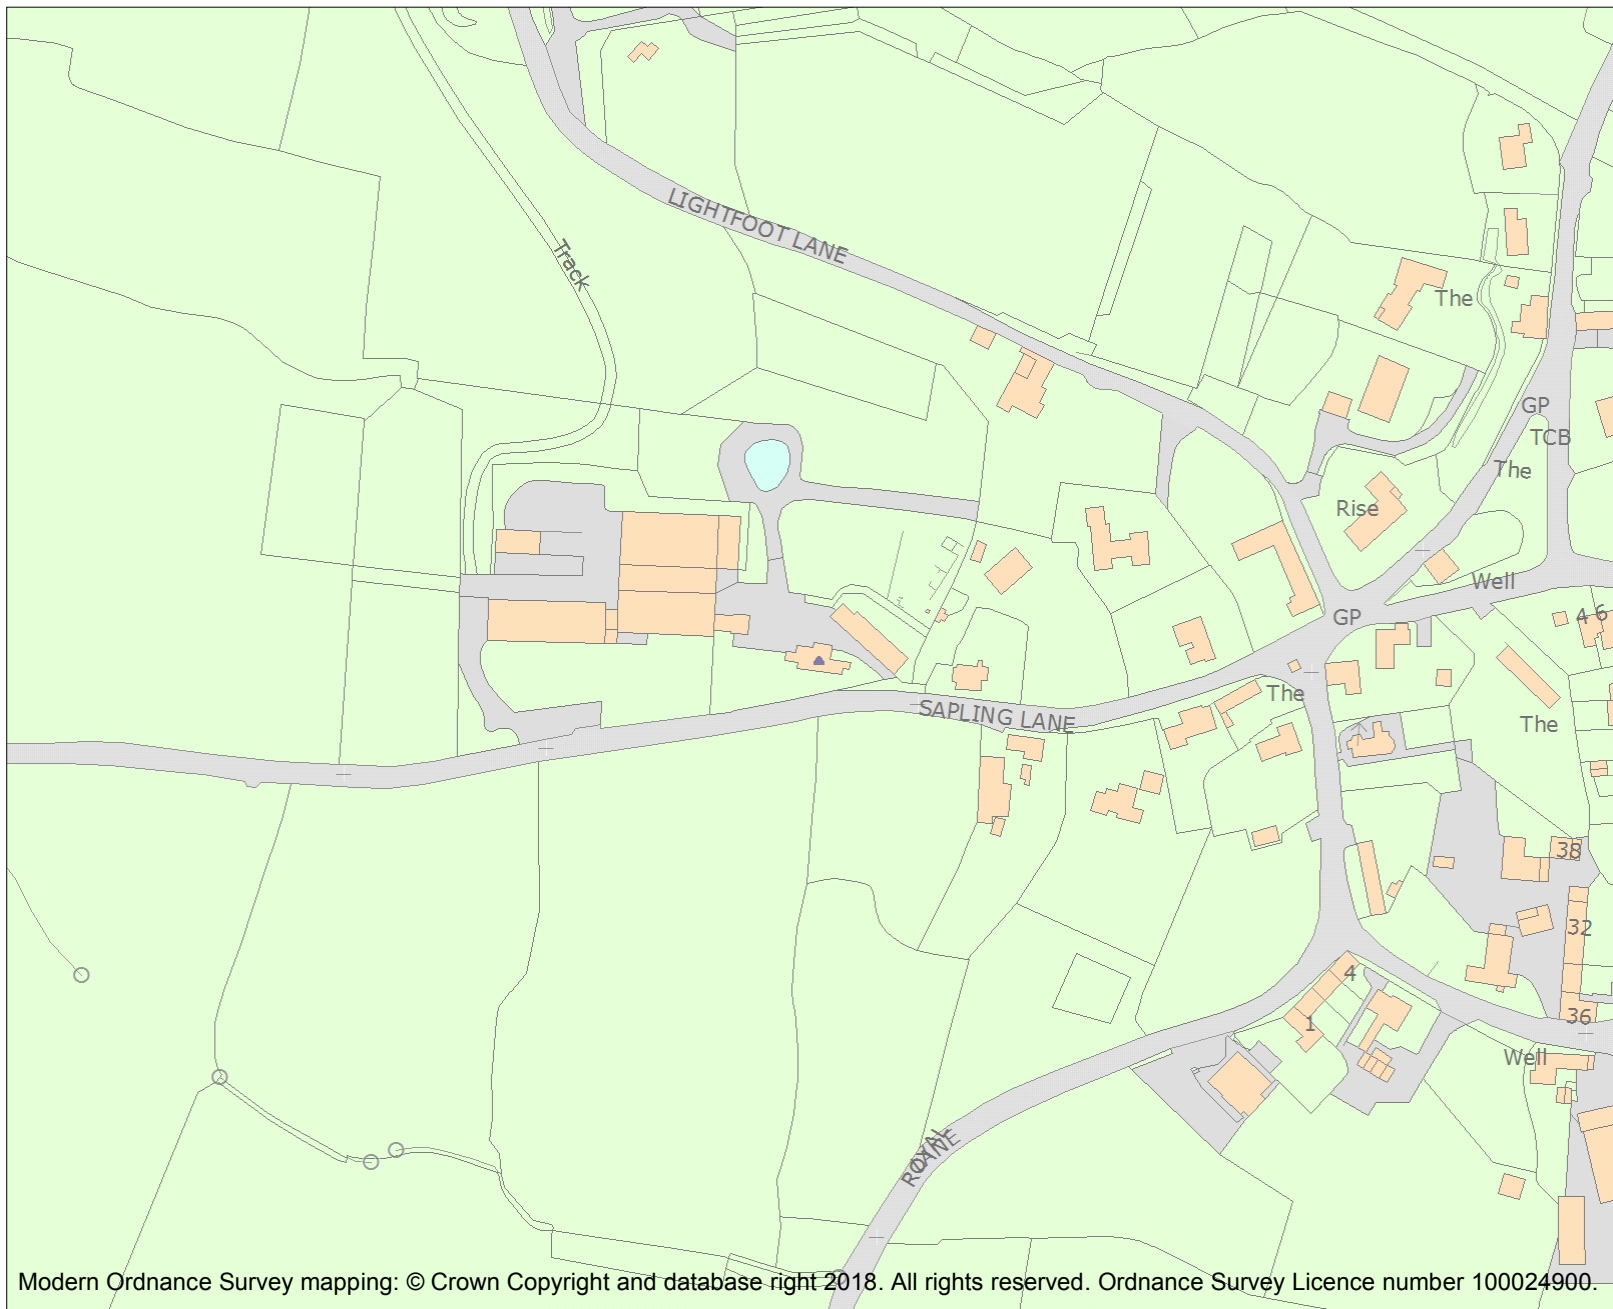 LIGHTFOOT LANE
Track
The
GP
TCB
The
Rise
Well
GP
4 6
The
SAPLING LANE
The
38
32
4
1
36
Well
ROYAL
LANE
Modern Ordnance Survey mapping: © Crown Copyright and database right 2018. All rights reserved. Ordnance Survey Licence number 100024900.